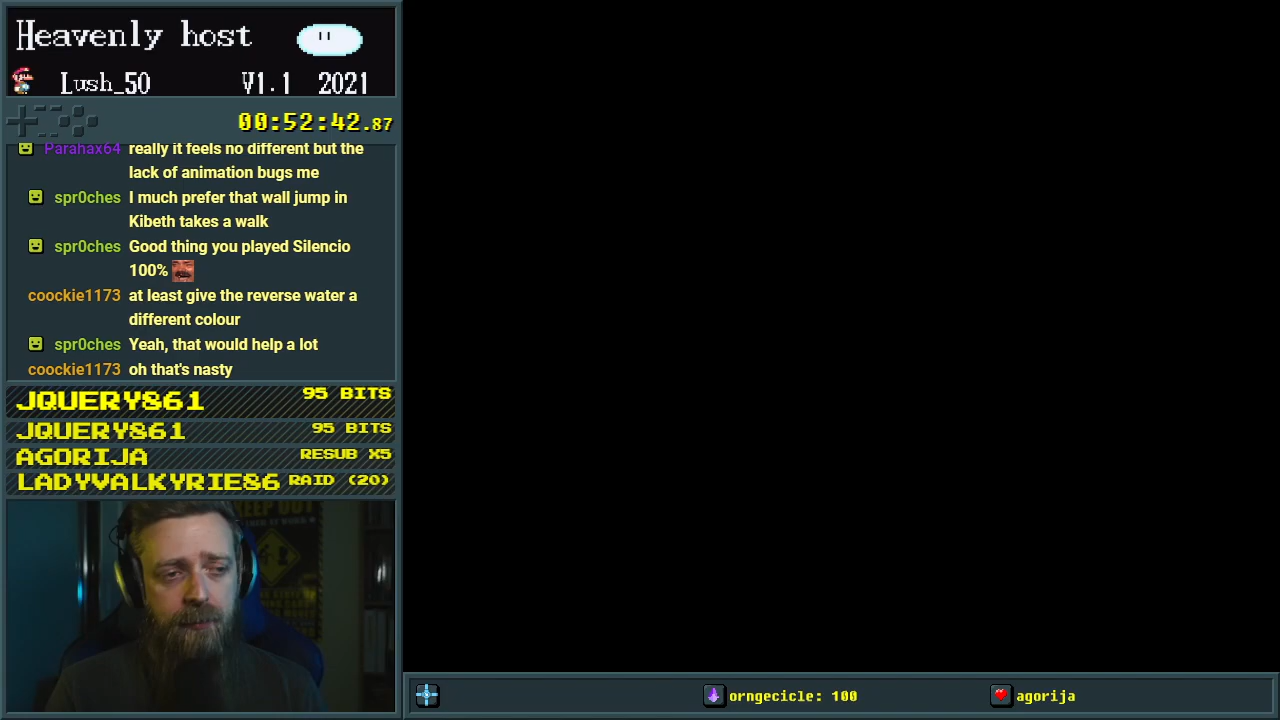 Heavenly host
Lush_50 V1.1 2021
00:52:42.87
Parahax64 really it feels no different but the
lack of animation bugs me
spr0ches I much prefer that wall jump in
Kibeth takes a walk
spr0ches Good thing you played Silencio
100%
coockie1173 at least give the reverse water a
different colour
spr0ches Yeah, that would help a lot
coockie1173 oh that's nasty
JQUERY861 95 BITS
JQUERY861 95 BITS
AGORIJA RESUB X5
LADYVALKYRIE86 RAID (20)
KEEP OUT
orngecicle: 100
agorija